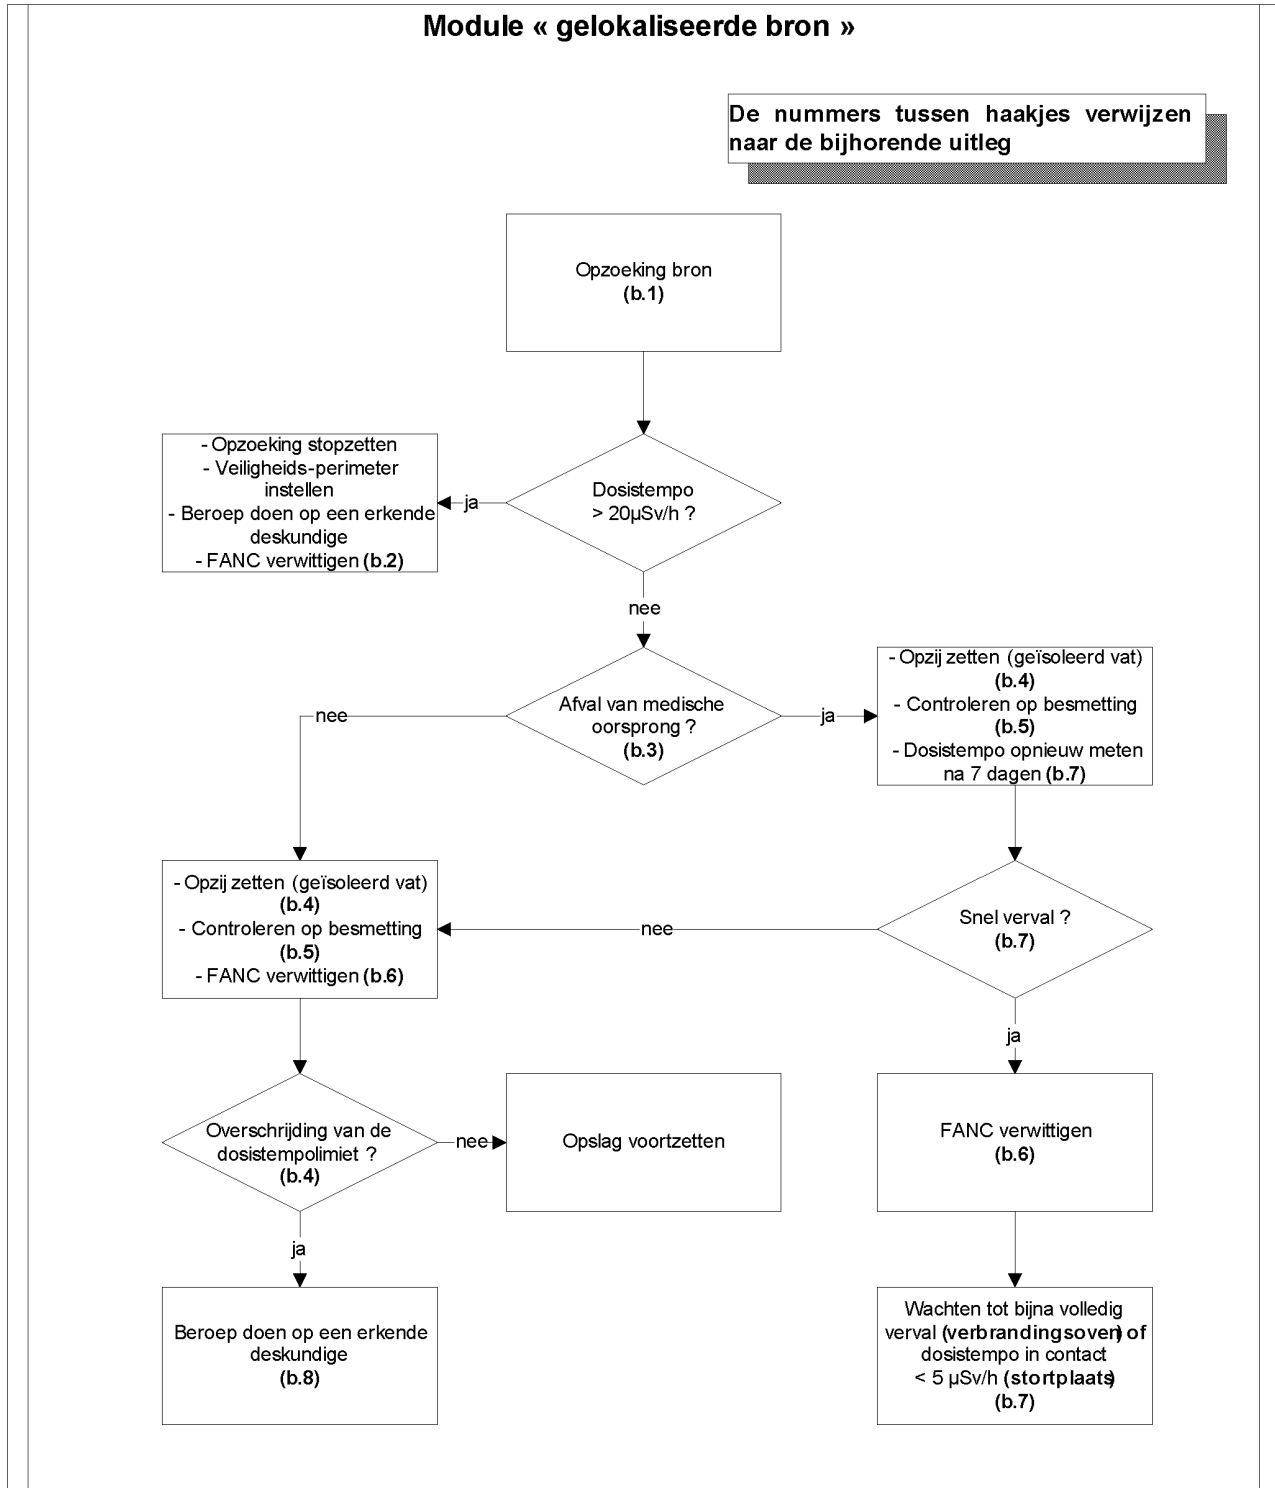 Module « gelokaliseerde bron »
De nummers tussen haakjes verwijzen
naar de bijhorende uitleg
Opzoeking bron
(b.1)
- Opzoeking stopzetten
- Veiligheids-perimeter
instellen
- Beroep doen op een erkende
deskundige
- FANC verwittigen (b.2)
ja
Dosistempo
> 20µSv/h ?
nee
Afval van medische
oorsprong ?
(b.3)
nee
ja
- Opzij zetten (geïsoleerd vat)
(b.4)
- Controleren op besmetting
(b.5)
- Dosistempo opnieuw meten
na 7 dagen (b.7)
- Opzij zetten (geïsoleerd vat)
(b.4)
- Controleren op besmetting
(b.5)
- FANC verwittigen (b.6)
nee
Snel verval ?
(b.7)
ja
Overschrijding van de
dosistempolimiet ?
(b.4)
nee
Opslag voortzetten
FANC verwittigen
(b.6)
ja
Beroep doen op een erkende
deskundige
(b.8)
Wachten tot bijna volledig
verval (verbrandingsoven) of
dosistempo in contact
< 5 µSv/h (stortplaats)
(b.7)